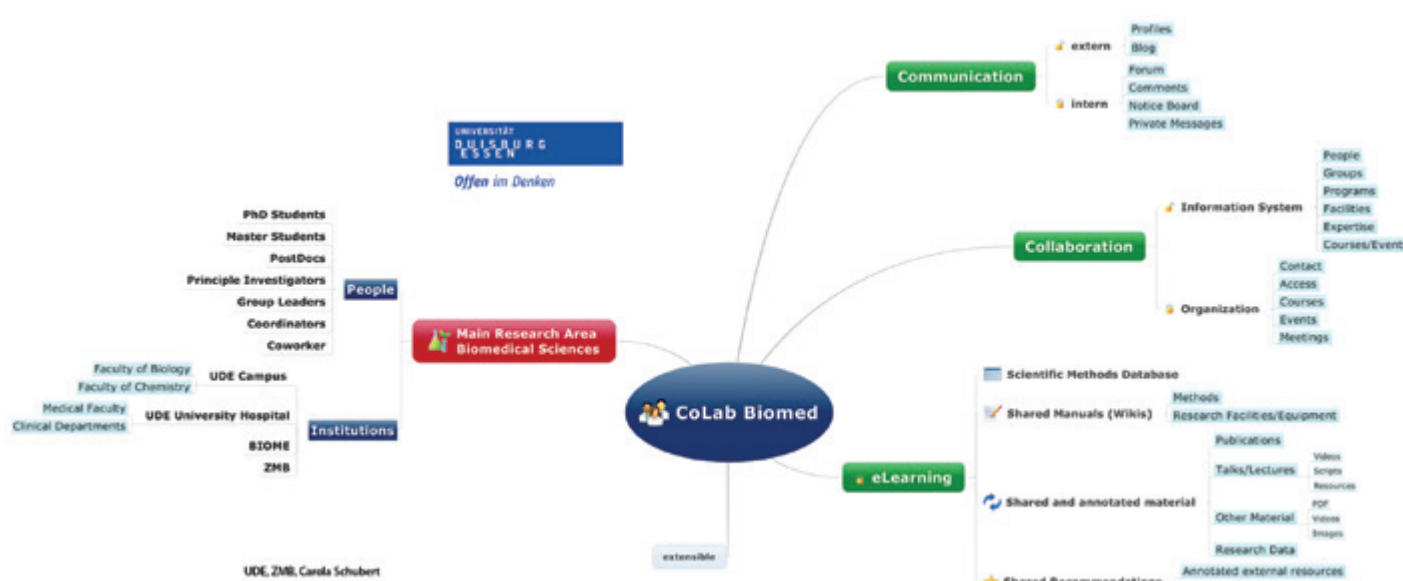 Profiles
extern
Blog
Communication
Forum
Comments
intern
Notice Board
Private Messages
UNIVERSITÄT
DUISBURG
ESSEN
Offen im Denken
People
Groups
Programs
Information System
Facilities
Expertise
Courses/Event
Collaboration
Contact
Access
Organization
Courses
Events
Meetings
PhD Students
Master Students
PostDocs
Principle Investigators
People
Group Leaders
Coordinators
Coworker
Main Research Area
Biomedical Sciences
Faculty of Biology
UDE Campus
Faculty of Chemistry
Medical Faculty
UDE University Hospital
Clinical Departments
Institutions
BIOME
ZMB
CoLab Biomed
Scientific Methods Database
Methods
Shared Manuals (Wikis)
Research Facilities/Equipment
Publications
Videos
Talks/Lectures
Scripts
Resources
eLearning
Shared and annotated material
PDF
Other Material
Videos
Images
Research Data
extensible
Annotated external resources
Shared Recommendations
UDE, ZMB, Carola Schubert